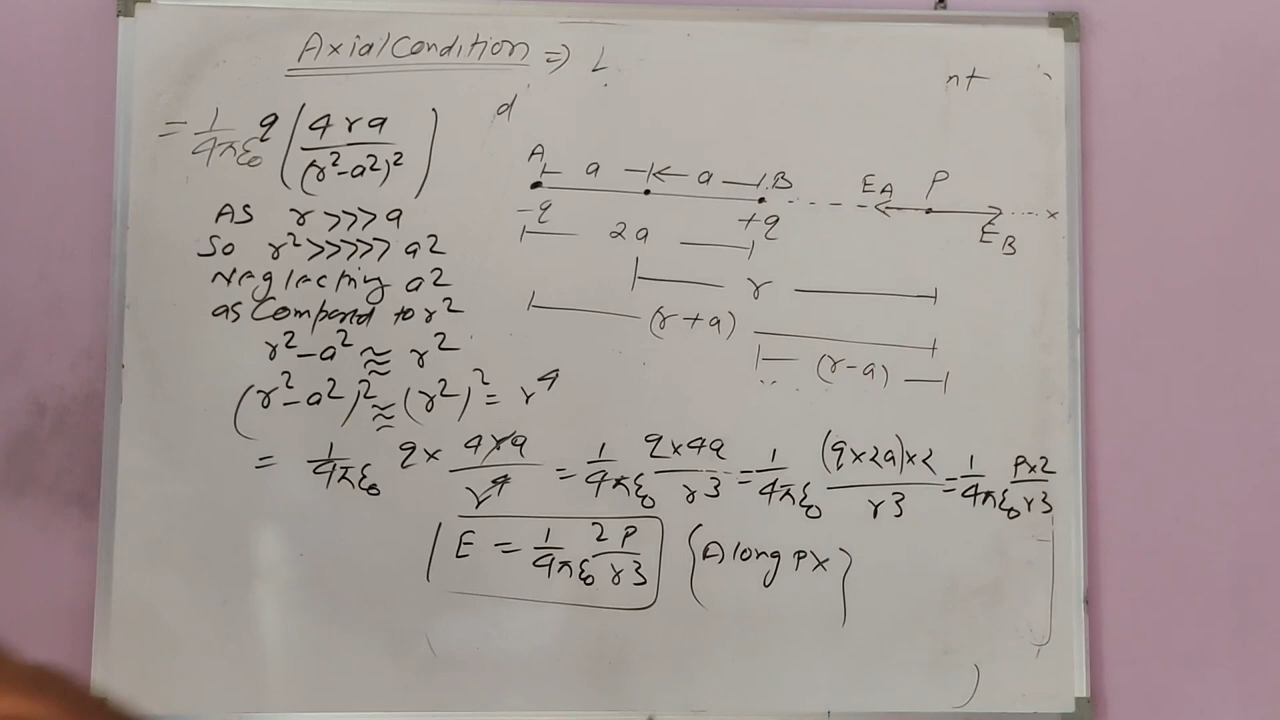 Axial Condition ⇒ L
nt
d
= 1/4πε₀ q (4ra/(r²-a²)²)
A a a B EA P
-q +q EB x
2a
r
(r+a)
(r-a)
As r >>> a
So r² >>>>> a2
Neglecting a2
as Compared to r²
r²-a² ≈ r²
(r²-a²)² ≈ (r²)² = r⁴
= 1/4πε₀ q × 4ra/r⁴ = 1/4πε₀ q×4a/r3 = 1/4πε₀ (q×2a)×2/r3 = 1/4πε₀ P×2/r3
E = 1/4πε₀ 2P/r3 {Along PX}